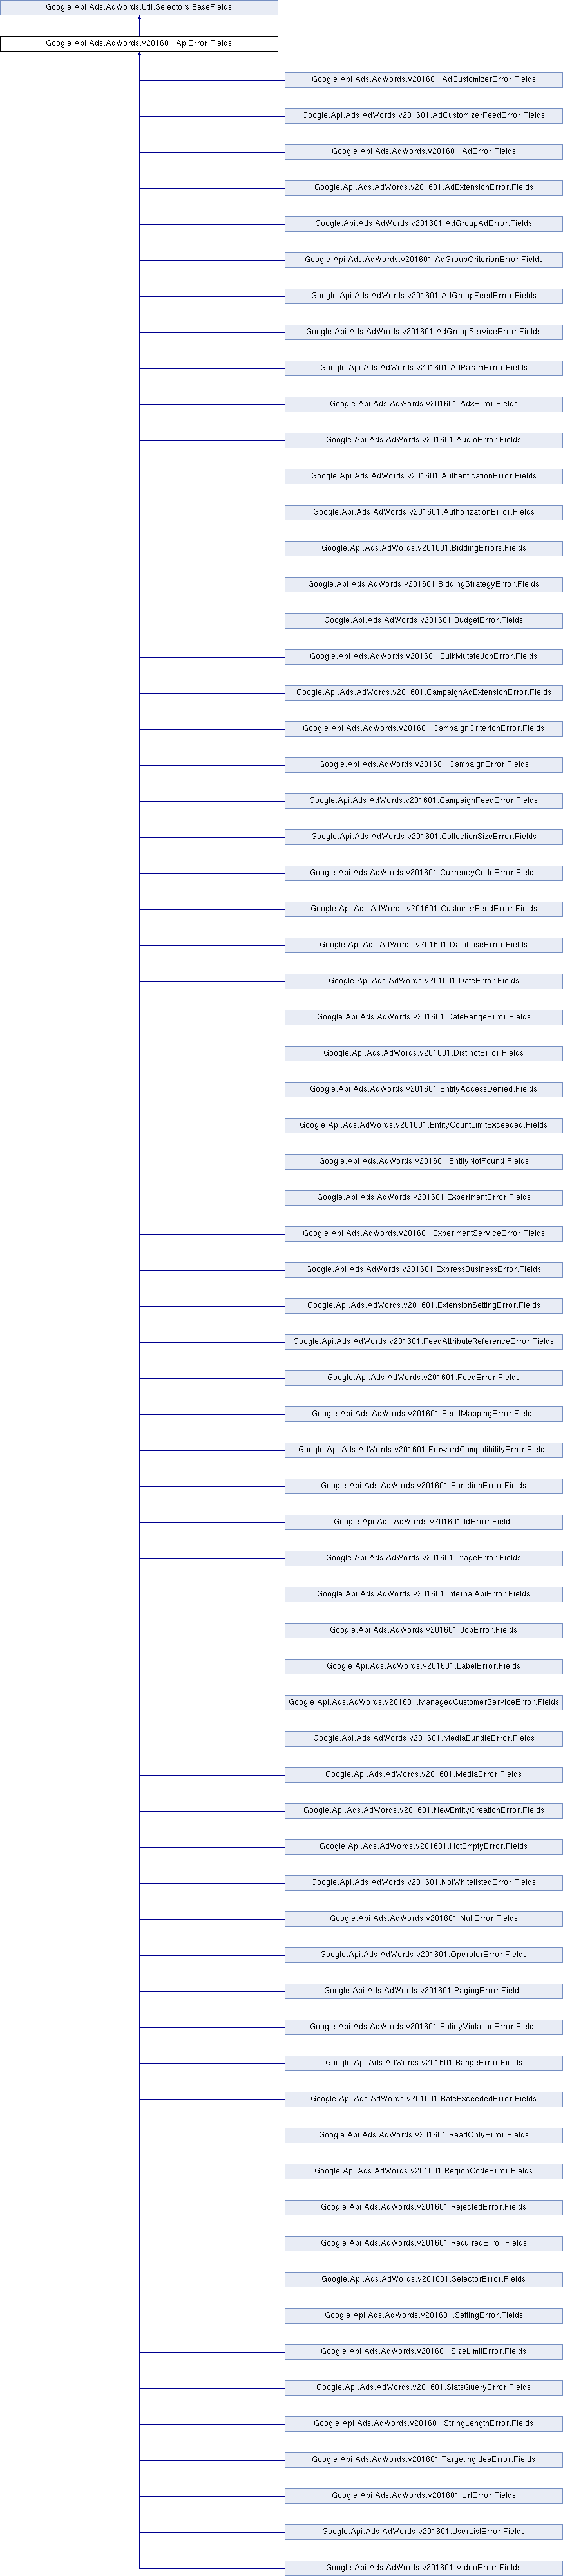 Google.Api.Ads.AdWords.Util.Selectors.BaseFields
Google.Api.Ads.AdWords.v201601.ApiError.Fields
Google.Api.Ads.AdWords.v201601.AdCustomizerError.Fields
Google.Api.Ads.AdWords.v201601.AdCustomizerFeedError.Fields
Google.Api.Ads.AdWords.v201601.AdError.Fields
Google.Api.Ads.AdWords.v201601.AdExtensionError.Fields
Google.Api.Ads.AdWords.v201601.AdGroupAdError.Fields
Google.Api.Ads.AdWords.v201601.AdGroupCriterionError.Fields
Google.Api.Ads.AdWords.v201601.AdGroupFeedError.Fields
Google.Api.Ads.AdWords.v201601.AdGroupServiceError.Fields
Google.Api.Ads.AdWords.v201601.AdParamError.Fields
Google.Api.Ads.AdWords.v201601.AdxError.Fields
Google.Api.Ads.AdWords.v201601.AudioError.Fields
Google.Api.Ads.AdWords.v201601.AuthenticationError.Fields
Google.Api.Ads.AdWords.v201601.AuthorizationError.Fields
Google.Api.Ads.AdWords.v201601.BiddingErrors.Fields
Google.Api.Ads.AdWords.v201601.BiddingStrategyError.Fields
Google.Api.Ads.AdWords.v201601.BudgetError.Fields
Google.Api.Ads.AdWords.v201601.BulkMutateJobError.Fields
Google.Api.Ads.AdWords.v201601.CampaignAdExtensionError.Fields
Google.Api.Ads.AdWords.v201601.CampaignCriterionError.Fields
Google.Api.Ads.AdWords.v201601.CampaignError.Fields
Google.Api.Ads.AdWords.v201601.CampaignFeedError.Fields
Google.Api.Ads.AdWords.v201601.CollectionSizeError.Fields
Google.Api.Ads.AdWords.v201601.CurrencyCodeError.Fields
Google.Api.Ads.AdWords.v201601.CustomerFeedError.Fields
Google.Api.Ads.AdWords.v201601.DatabaseError.Fields
Google.Api.Ads.AdWords.v201601.DateError.Fields
Google.Api.Ads.AdWords.v201601.DateRangeError.Fields
Google.Api.Ads.AdWords.v201601.DistinctError.Fields
Google.Api.Ads.AdWords.v201601.EntityAccessDenied.Fields
Google.Api.Ads.AdWords.v201601.EntityCountLimitExceeded.Fields
Google.Api.Ads.AdWords.v201601.EntityNotFound.Fields
Google.Api.Ads.AdWords.v201601.ExperimentError.Fields
Google.Api.Ads.AdWords.v201601.ExperimentServiceError.Fields
Google.Api.Ads.AdWords.v201601.ExpressBusinessError.Fields
Google.Api.Ads.AdWords.v201601.ExtensionSettingError.Fields
Google.Api.Ads.AdWords.v201601.FeedAttributeReferenceError.Fields
Google.Api.Ads.AdWords.v201601.FeedError.Fields
Google.Api.Ads.AdWords.v201601.FeedMappingError.Fields
Google.Api.Ads.AdWords.v201601.ForwardCompatibilityError.Fields
Google.Api.Ads.AdWords.v201601.FunctionError.Fields
Google.Api.Ads.AdWords.v201601.IdError.Fields
Google.Api.Ads.AdWords.v201601.ImageError.Fields
Google.Api.Ads.AdWords.v201601.InternalApiError.Fields
Google.Api.Ads.AdWords.v201601.JobError.Fields
Google.Api.Ads.AdWords.v201601.LabelError.Fields
Google.Api.Ads.AdWords.v201601.ManagedCustomerServiceError.Fields
Google.Api.Ads.AdWords.v201601.MediaBundleError.Fields
Google.Api.Ads.AdWords.v201601.MediaError.Fields
Google.Api.Ads.AdWords.v201601.NewEntityCreationError.Fields
Google.Api.Ads.AdWords.v201601.NotEmptyError.Fields
Google.Api.Ads.AdWords.v201601.NotWhitelistedError.Fields
Google.Api.Ads.AdWords.v201601.NullError.Fields
Google.Api.Ads.AdWords.v201601.OperatorError.Fields
Google.Api.Ads.AdWords.v201601.PagingError.Fields
Google.Api.Ads.AdWords.v201601.PolicyViolationError.Fields
Google.Api.Ads.AdWords.v201601.RangeError.Fields
Google.Api.Ads.AdWords.v201601.RateExceededError.Fields
Google.Api.Ads.AdWords.v201601.ReadOnlyError.Fields
Google.Api.Ads.AdWords.v201601.RegionCodeError.Fields
Google.Api.Ads.AdWords.v201601.RejectedError.Fields
Google.Api.Ads.AdWords.v201601.RequiredError.Fields
Google.Api.Ads.AdWords.v201601.SelectorError.Fields
Google.Api.Ads.AdWords.v201601.SettingError.Fields
Google.Api.Ads.AdWords.v201601.SizeLimitError.Fields
Google.Api.Ads.AdWords.v201601.StatsQueryError.Fields
Google.Api.Ads.AdWords.v201601.StringLengthError.Fields
Google.Api.Ads.AdWords.v201601.TargetingIdeaError.Fields
Google.Api.Ads.AdWords.v201601.UrlError.Fields
Google.Api.Ads.AdWords.v201601.UserListError.Fields
Google.Api.Ads.AdWords.v201601.VideoError.Fields